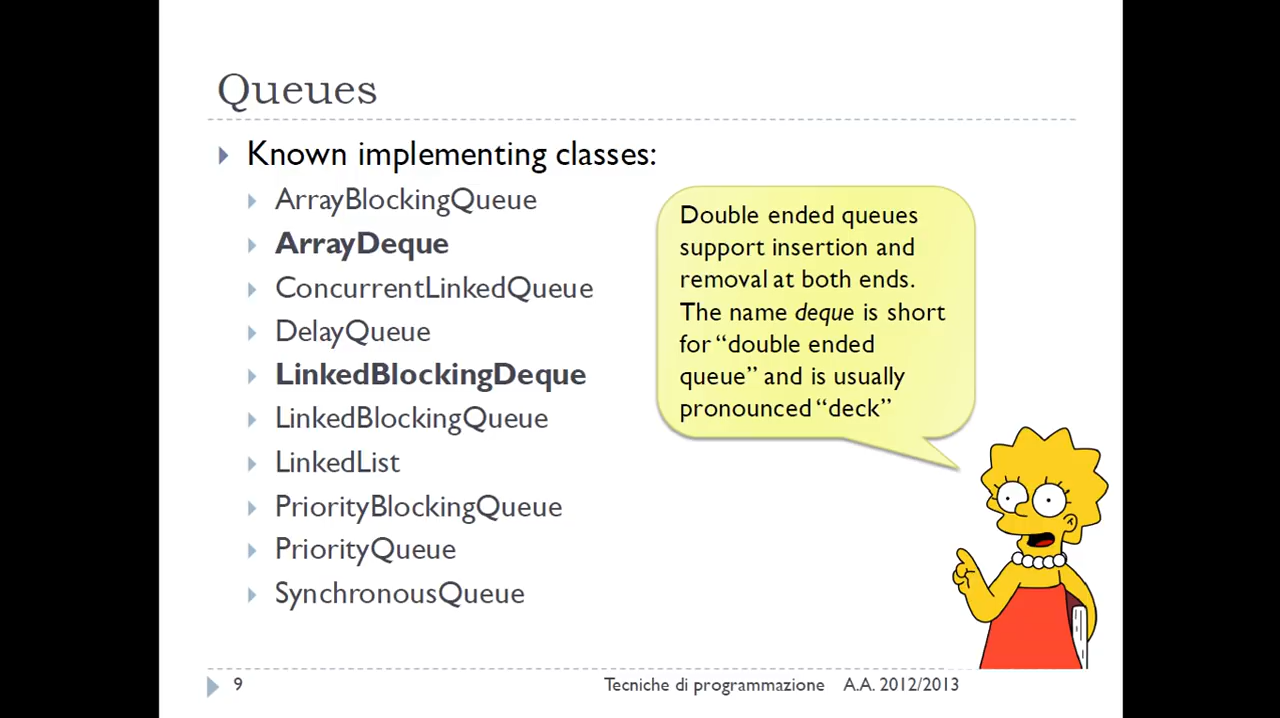 Queues
Known implementing classes:
ArrayBlockingQueue
ArrayDeque
ConcurrentLinkedQueue
DelayQueue
LinkedBlockingDeque
LinkedBlockingQueue
LinkedList
PriorityBlockingQueue
PriorityQueue
SynchronousQueue
Double ended queues
support insertion and
removal at both ends.
The name deque is short
for “double ended
queue” and is usually
pronounced “deck”
9
Tecniche di programmazione A.A. 2012/2013